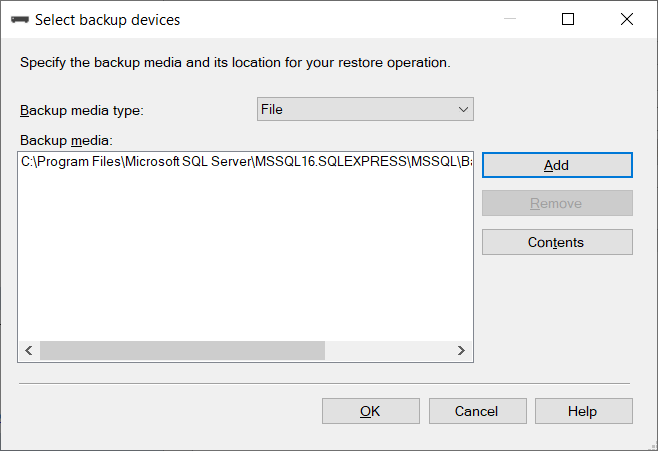 Select backup devices
Specify the backup media and its location for your restore operation.
Backup media type:
File
Backup media:
C:\Program Files\Microsoft SQL Server\MSSQL16.SQLEXPRESS\MSSQL\Ba
Add
Remove
Contents
OK
Cancel
Help